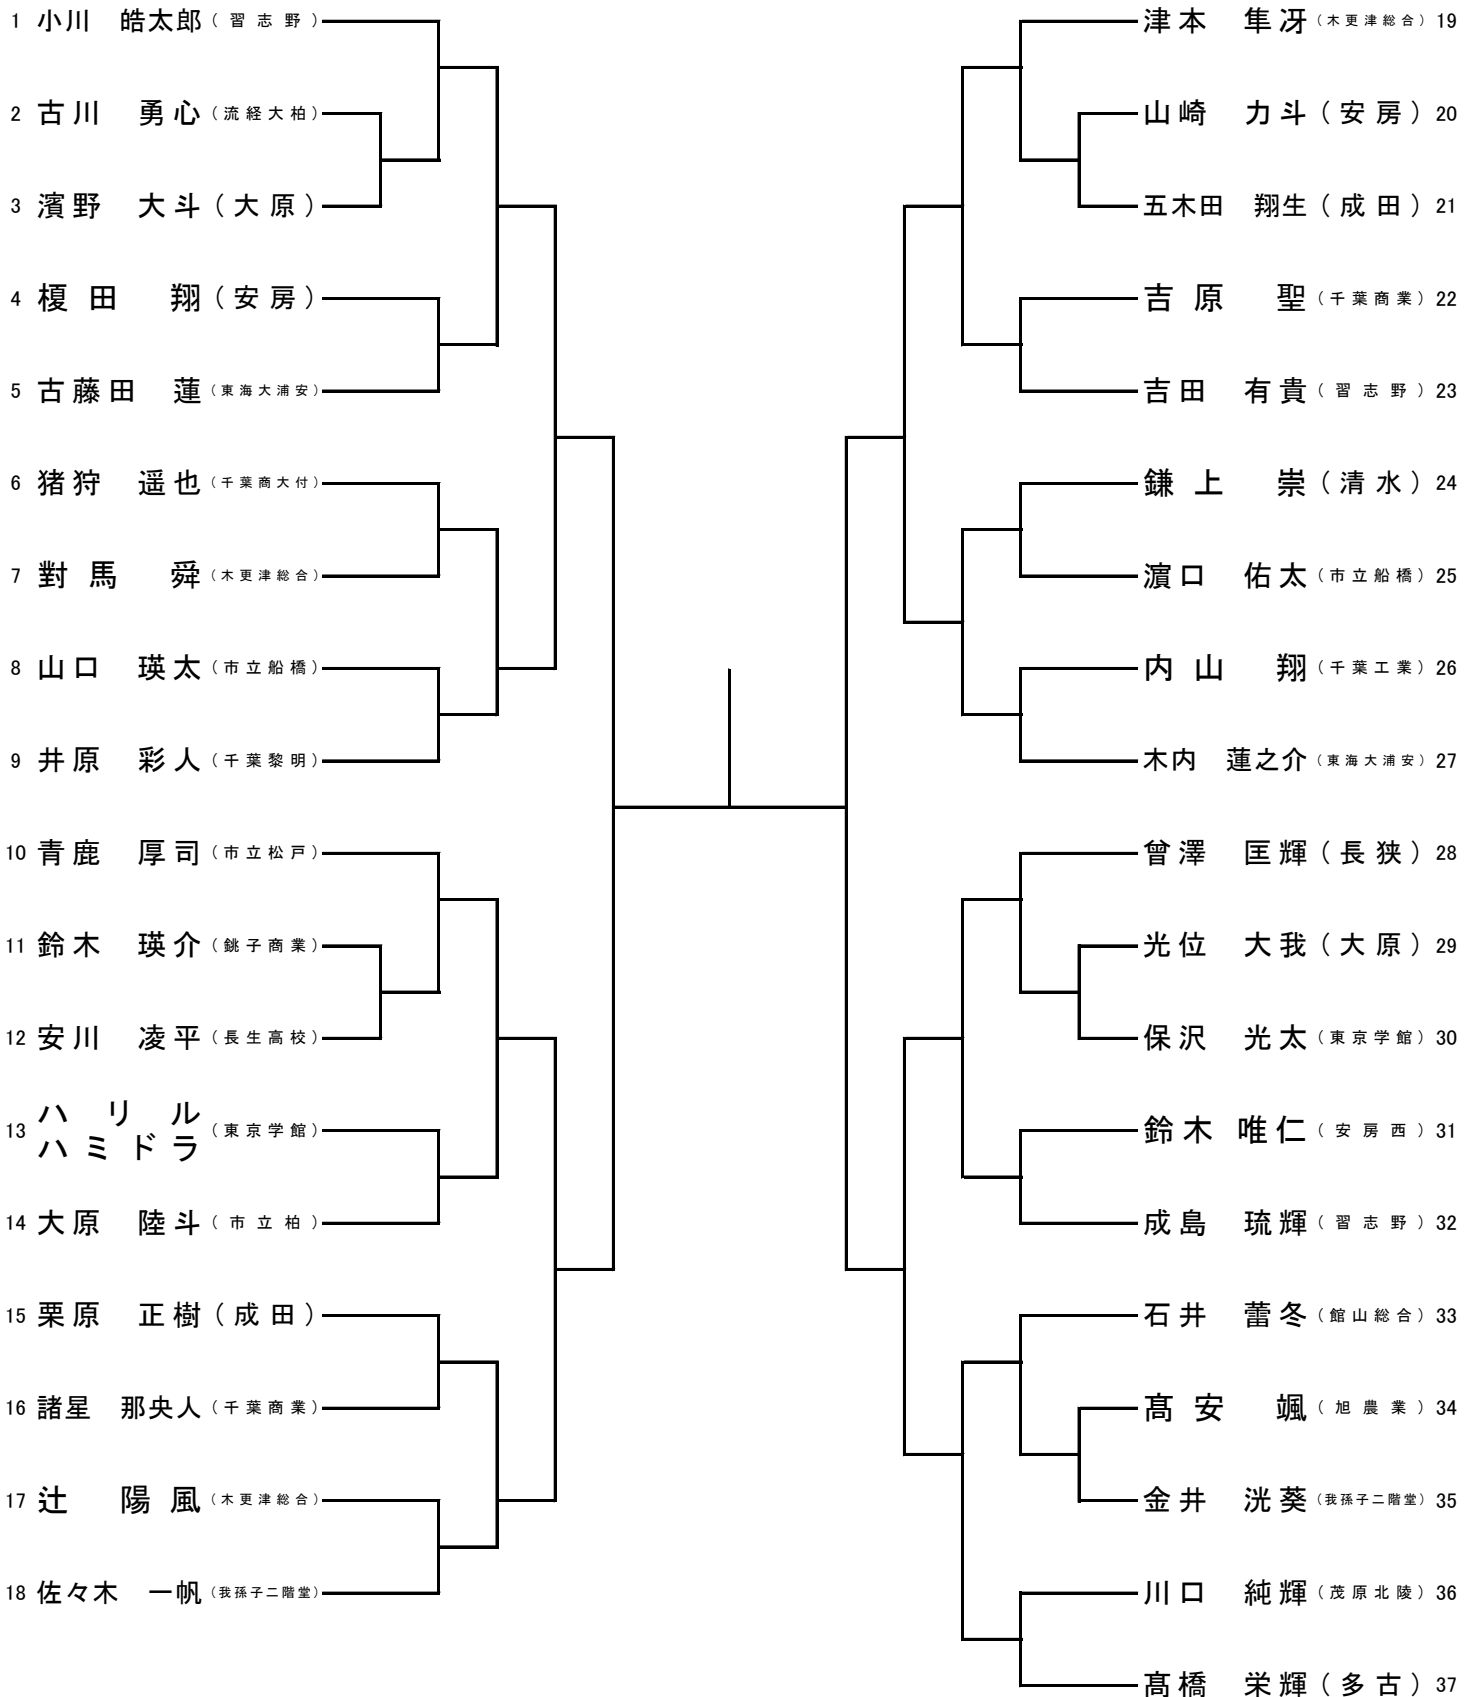 1 小川 皓太郎 (習志野)
2 古川 勇心 (流経大柏)
3 濱野 大斗 (大原)
4 榎田 翔 (安房)
5 古藤田 蓮 (東海大浦安)
6 猪狩 遥也 (千葉商大付)
7 對馬 舜 (木更津総合)
8 山口 瑛太 (市立船橋)
9 井原 彩人 (千葉黎明)
10 青鹿 厚司 (市立松戸)
11 鈴木 瑛介 (銚子商業)
12 安川 凌平 (長生高校)
13 ハリル ハミドラ (東京学館)
14 大原 陸斗 (市立柏)
15 栗原 正樹 (成田)
16 諸星 那央人 (千葉商業)
17 辻 陽風 (木更津総合)
18 佐々木 一帆 (我孫子二階堂)
津本 隼冴 (木更津総合) 19
山崎 力斗 (安房) 20
五木田 翔生 (成田) 21
吉原 聖 (千葉商業) 22
吉田 有貴 (習志野) 23
鎌上 崇 (清水) 24
濵口 佑太 (市立船橋) 25
内山 翔 (千葉工業) 26
木内 蓮之介 (東海大浦安) 27
曾澤 匡輝 (長狭) 28
光位 大我 (大原) 29
保沢 光太 (東京学館) 30
鈴木 唯仁 (安房西) 31
成島 琉輝 (習志野) 32
石井 蕾冬 (館山総合) 33
髙安 颯 (旭農業) 34
金井 洸葵 (我孫子二階堂) 35
川口 純輝 (茂原北陵) 36
髙橋 栄輝 (多古) 37